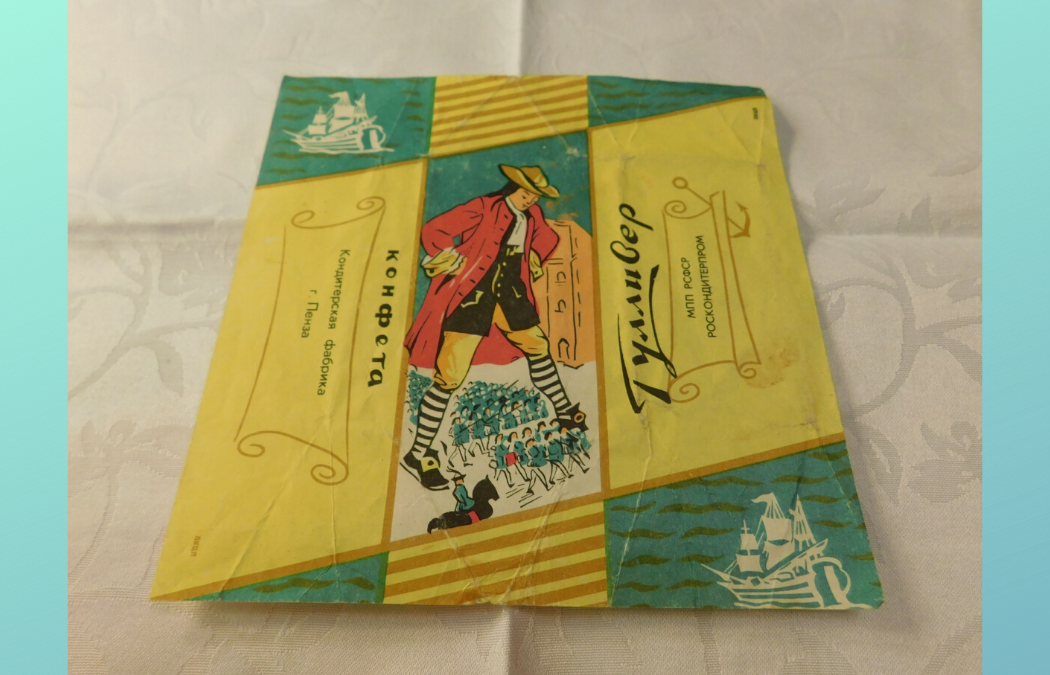 конфета
Кондитерская фабрика
г. Пенза
Гулливер
МПП РСФСР
РОСКОНДИТЕРПРОМ